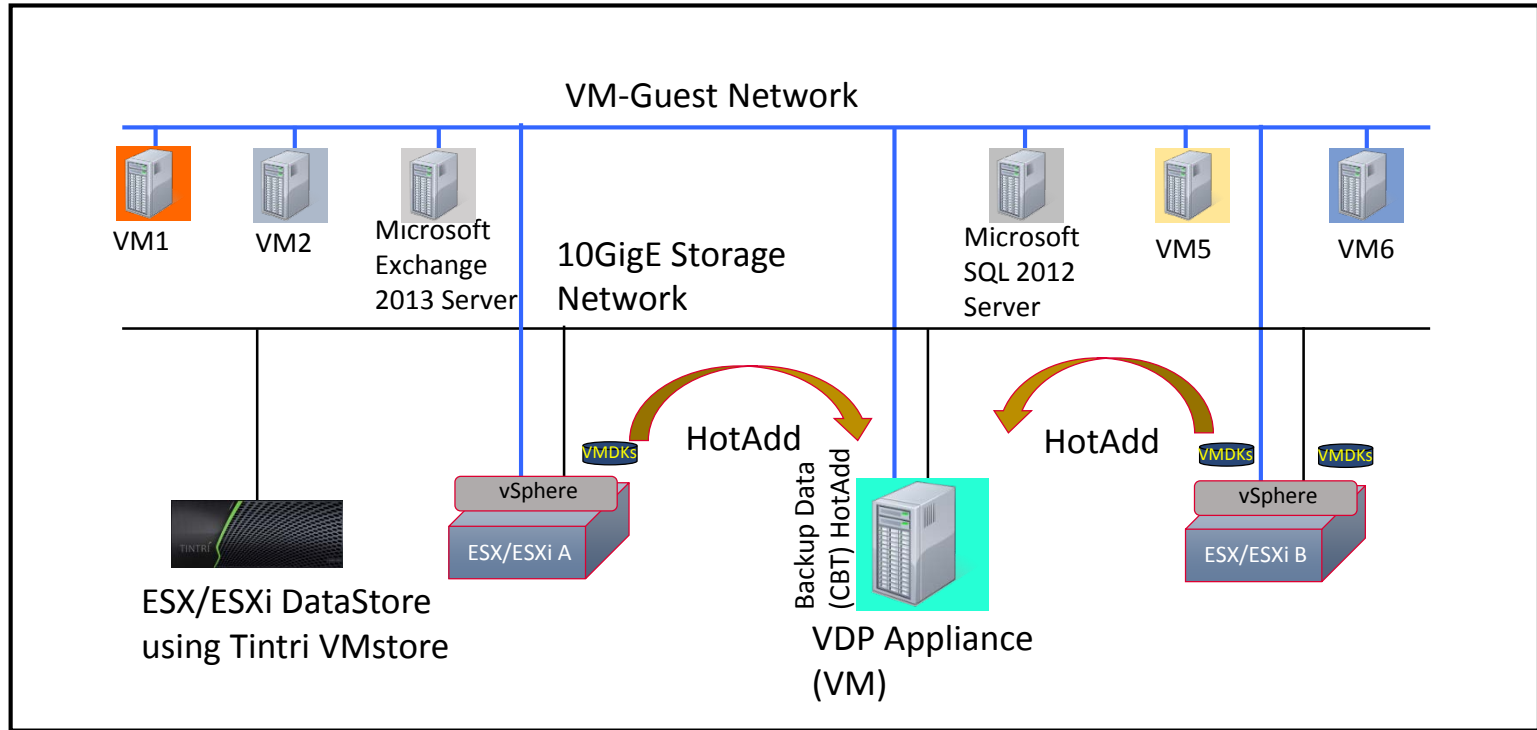 VM-Guest Network
VM1
VM2
Microsoft
Exchange
2013 Server
10GigE Storage
Network
Microsoft
SQL 2012
Server
VM5
VM6
HotAdd
HotAdd
VMDKs
VMDKs
VMDKs
vSphere
ESX/ESXi A
Backup Data
(CBT) HotAdd
vSphere
ESX/ESXi B
TINTRI
ESX/ESXi DataStore
using Tintri VMstore
VDP Appliance
(VM)